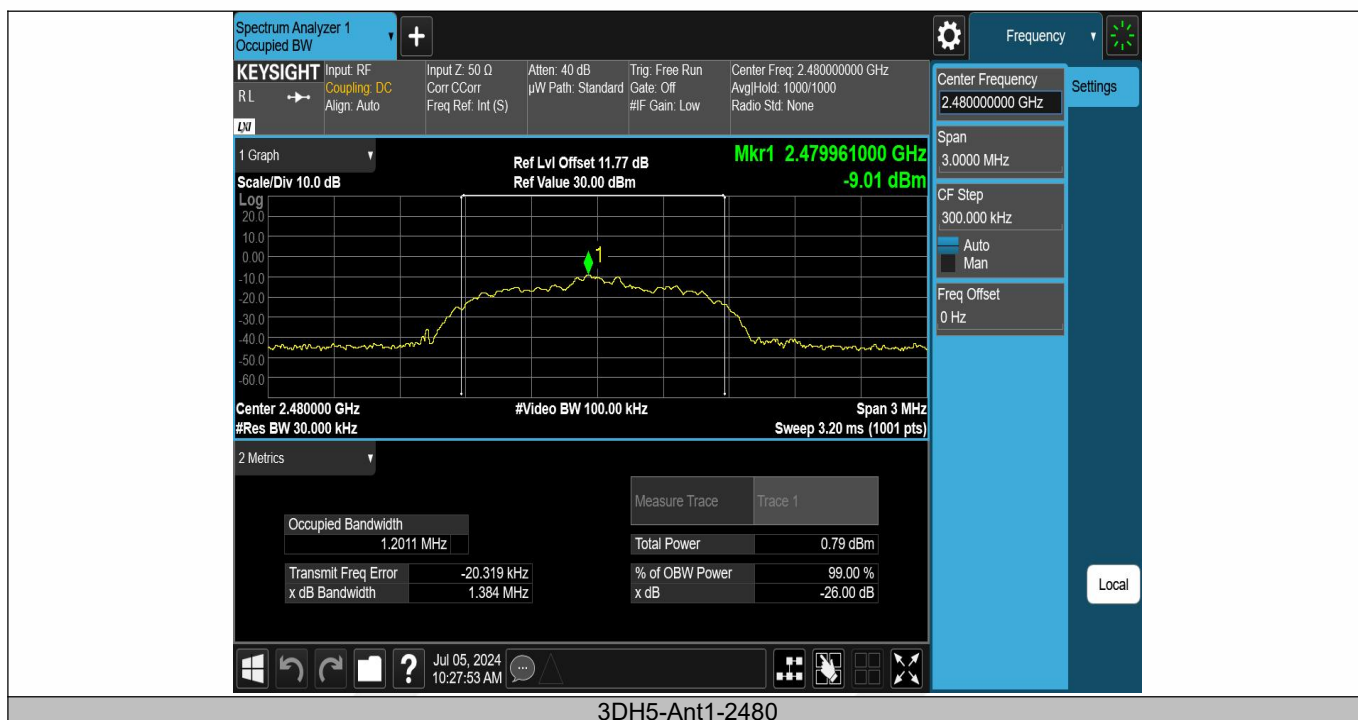 Spectrum Analyzer 1
Occupied BW
+
Frequency
KEYSIGHT
R L
LXI
Input: RF
Coupling: DC
Align: Auto
Input Z: 50 Ω
Corr CCorr
Freq Ref: Int (S)
Atten: 40 dB
µW Path: Standard
Trig: Free Run
Gate: Off
#IF Gain: Low
Center Freq: 2.480000000 GHz
Avg|Hold: 1000/1000
Radio Std: None
Center Frequency
2.480000000 GHz
Settings
Span
3.0000 MHz
CF Step
300.000 kHz
Auto
Man
Freq Offset
0 Hz
Local
1 Graph
Scale/Div 10.0 dB
Ref Lvl Offset 11.77 dB
Ref Value 30.00 dBm
Mkr1 2.479961000 GHz
-9.01 dBm
Log
20.0
10.0
0.00
-10.0
-20.0
-30.0
-40.0
-50.0
-60.0
1
Center 2.480000 GHz
#Video BW 100.00 kHz
Span 3 MHz
#Res BW 30.000 kHz
Sweep 3.20 ms (1001 pts)
2 Metrics
Measure Trace Trace 1
Occupied Bandwidth
1.2011 MHz
Total Power 0.79 dBm
Transmit Freq Error -20.319 kHz
% of OBW Power 99.00 %
x dB Bandwidth 1.384 MHz
x dB -26.00 dB
?
Jul 05, 2024
10:27:53 AM
3DH5-Ant1-2480